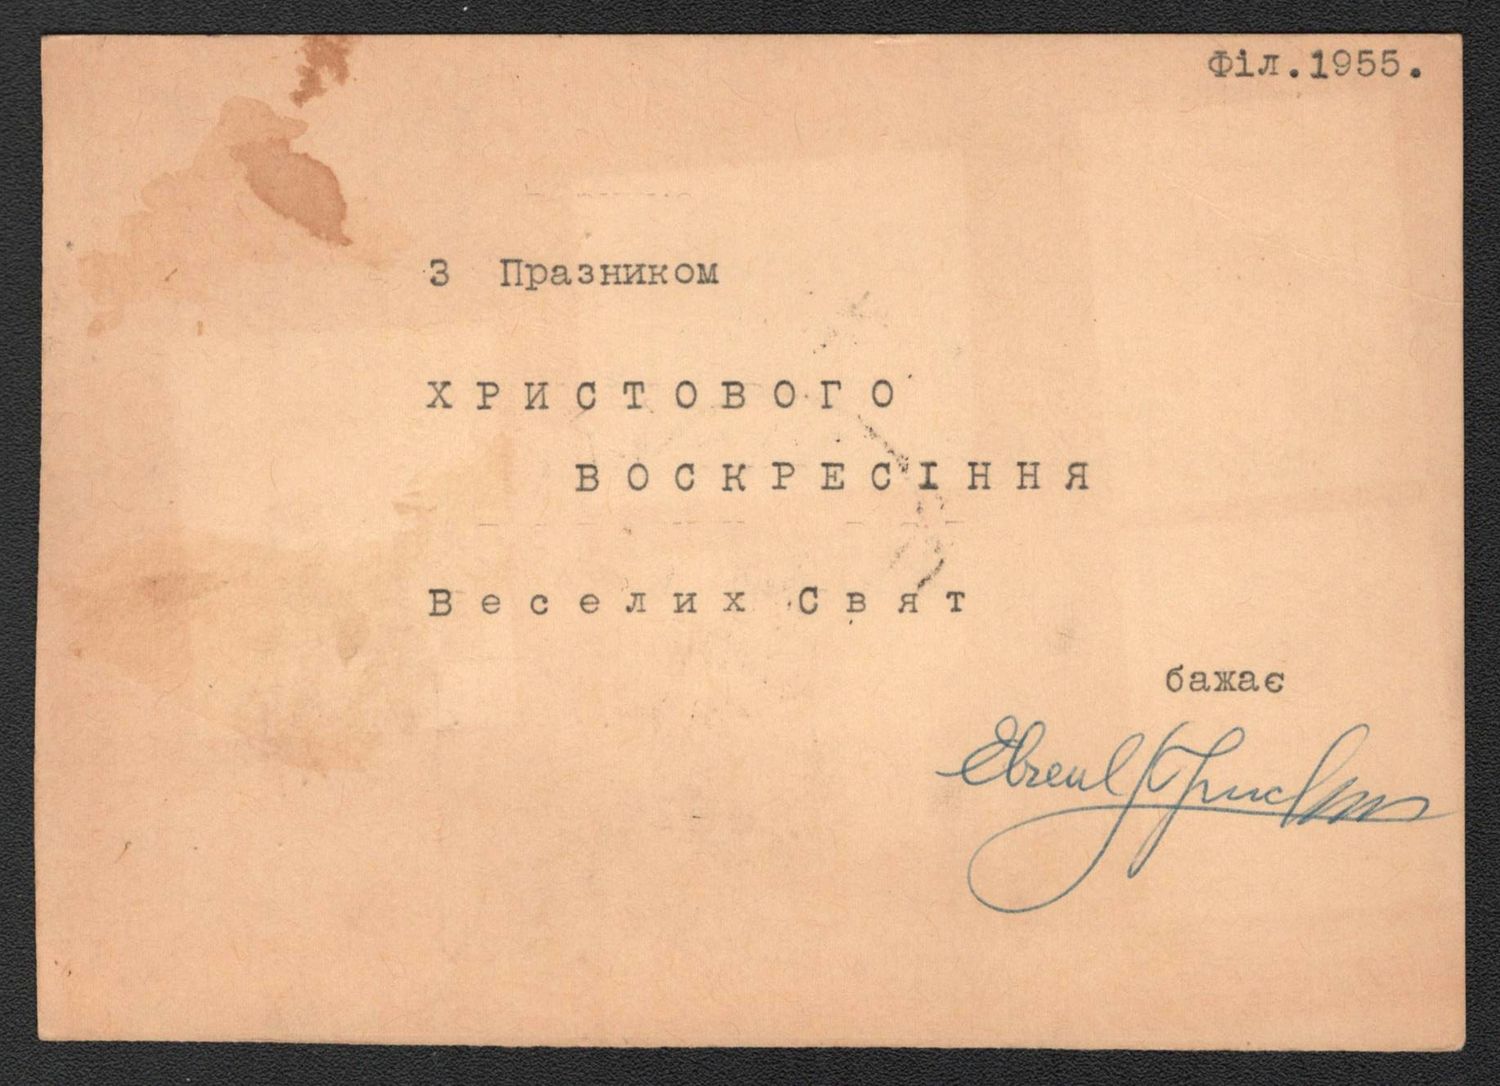 Філ.1955.
З Празником
ХРИСТОВОГО
ВОСКРЕСІННЯ
Веселих Свят
бажає